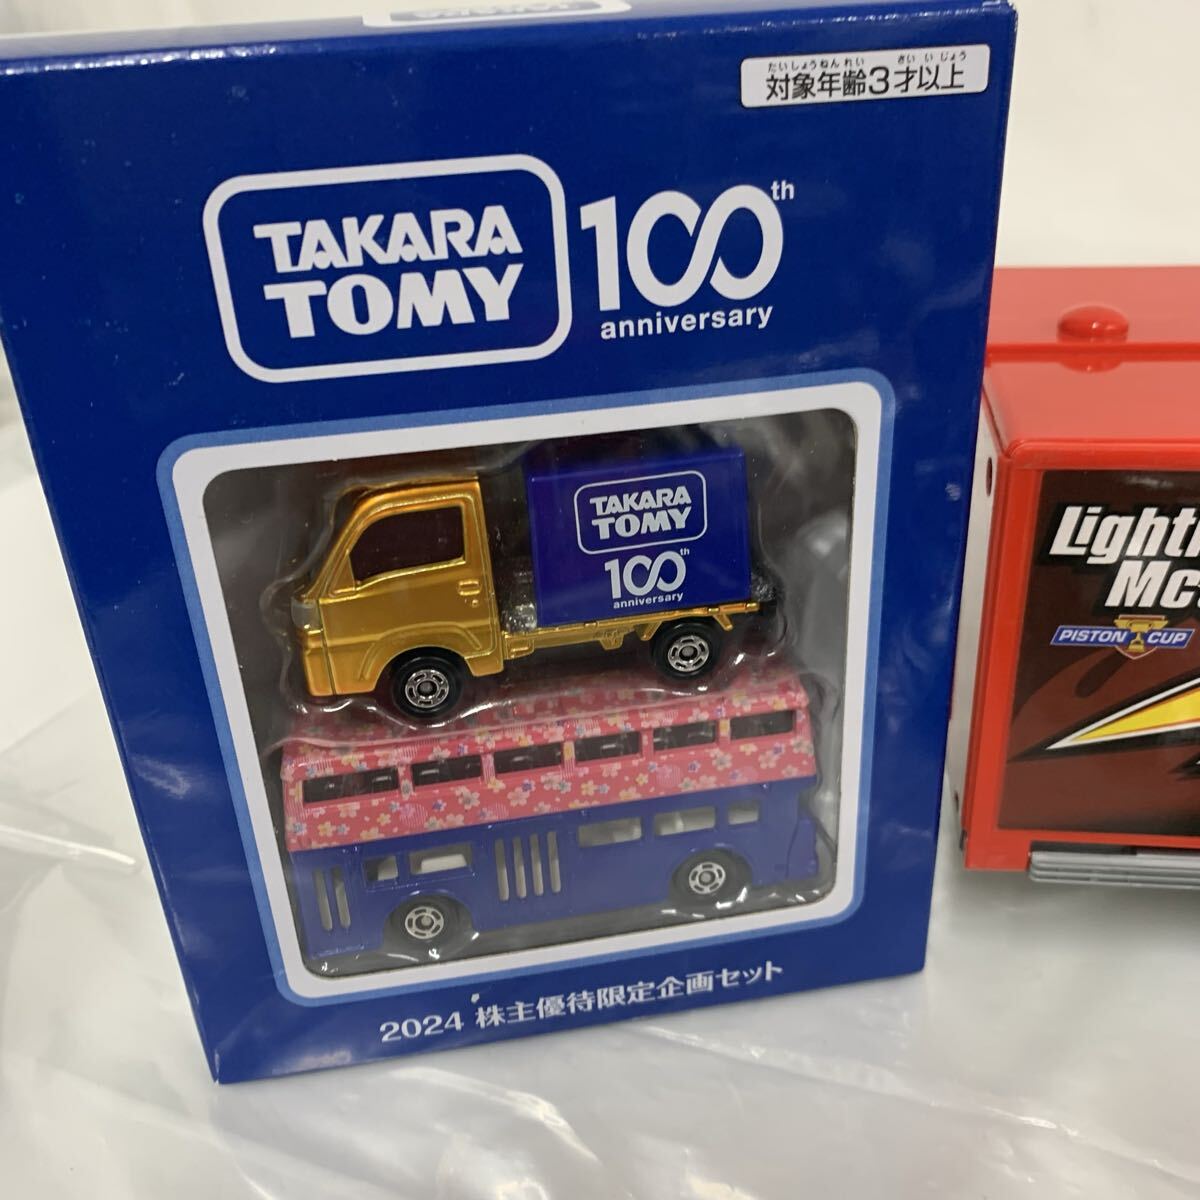 たいしょうねんれい さい いじょう
対象年齢3才以上
TAKARA
TOMY
100th
anniversary
TAKARA
TOMY
100th
anniversary
2024 株主優待限定企画セット
PISTON CUP